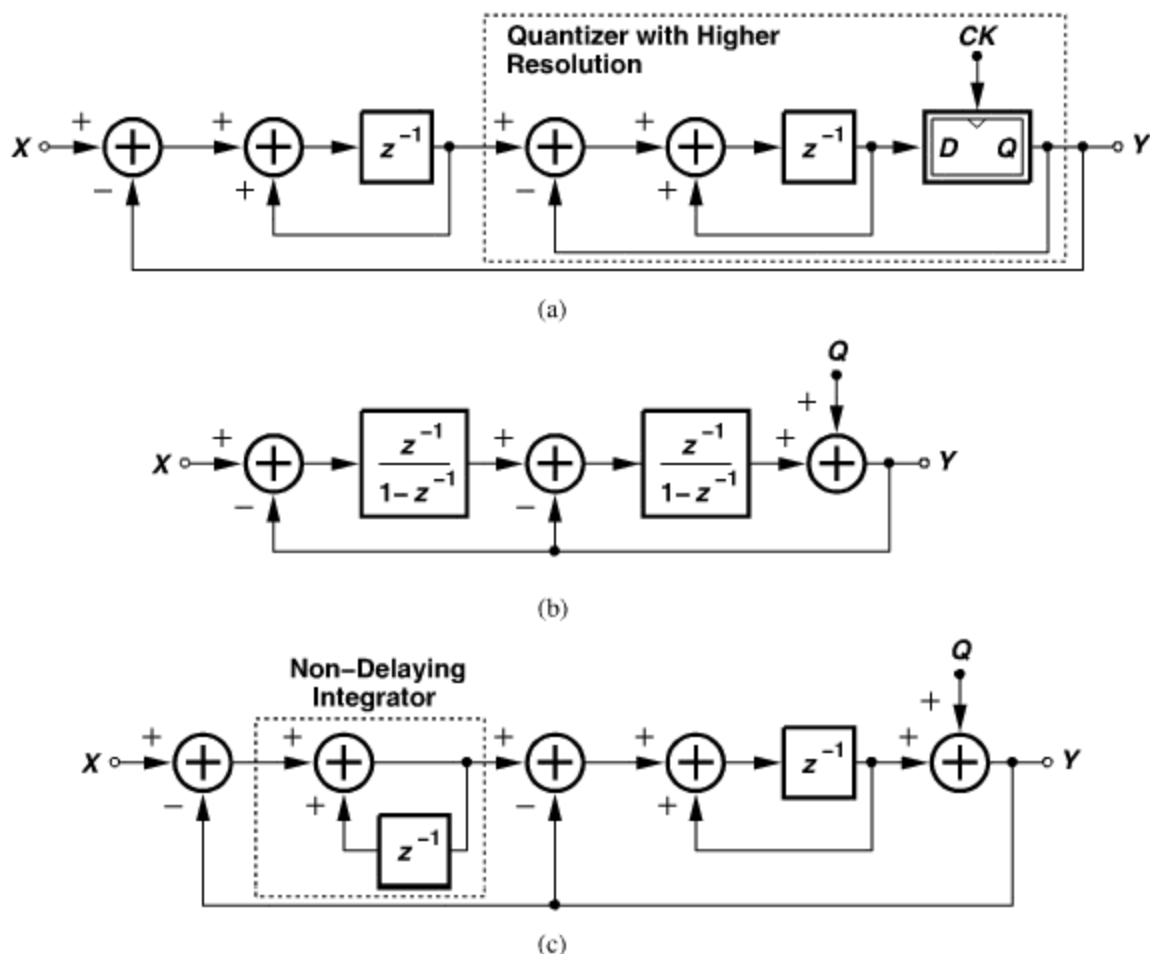 Quantizer with Higher
Resolution
CK
X + − + + z⁻¹ + − + + z⁻¹ D Q Y
(a)
Q
+
X + − z⁻¹ + − z⁻¹ + Y
1−z⁻¹ 1−z⁻¹
(b)
Non−Delaying
Integrator
Q
+
X + − + + z⁻¹ + − + + z⁻¹ + Y
(c)